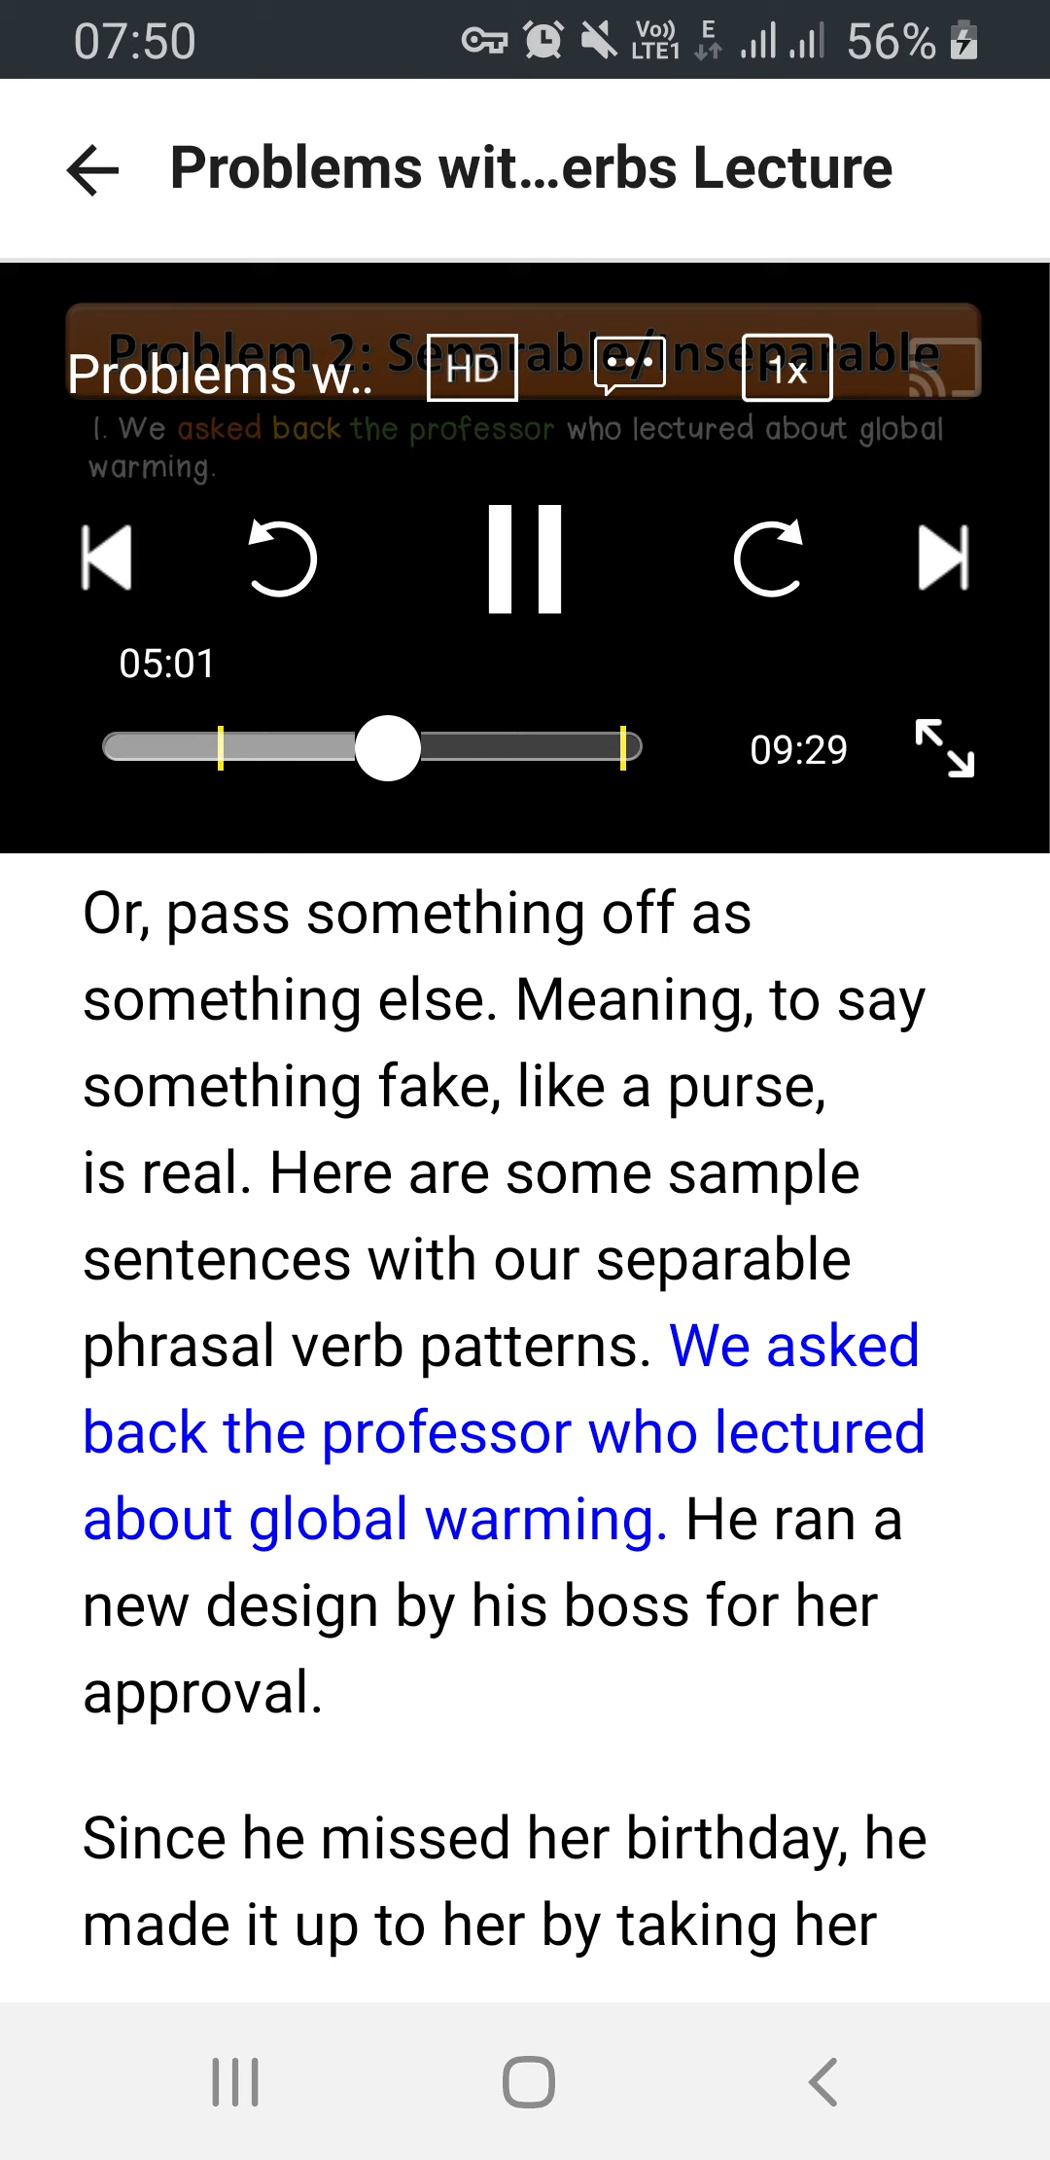 07:50
Vo)) LTE1 E 56%
Problems wit...erbs Lecture
Problem 2: Separable/Inseparable
Problems w.. HD 1x
1. We asked back the professor who lectured about global
warming.
05:01
09:29
Or, pass something off as
something else. Meaning, to say
something fake, like a purse,
is real. Here are some sample
sentences with our separable
phrasal verb patterns. We asked
back the professor who lectured
about global warming. He ran a
new design by his boss for her
approval.
Since he missed her birthday, he
made it up to her by taking her